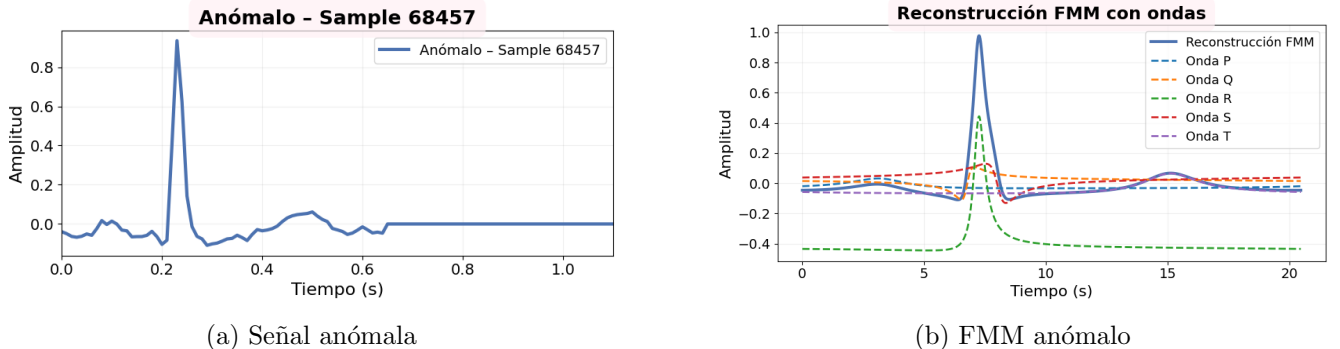 Anómalo – Sample 68457
Anómalo – Sample 68457
Amplitud
0.8
0.6
0.4
0.2
0.0
0.0 0.2 0.4 0.6 0.8 1.0
Tiempo (s)
(a) Señal anómala
Reconstrucción FMM con ondas
Reconstrucción FMM
Onda P
Onda Q
Onda R
Onda S
Onda T
Amplitud
1.0
0.8
0.6
0.4
0.2
0.0
−0.2
−0.4
0 5 10 15 20
Tiempo (s)
(b) FMM anómalo